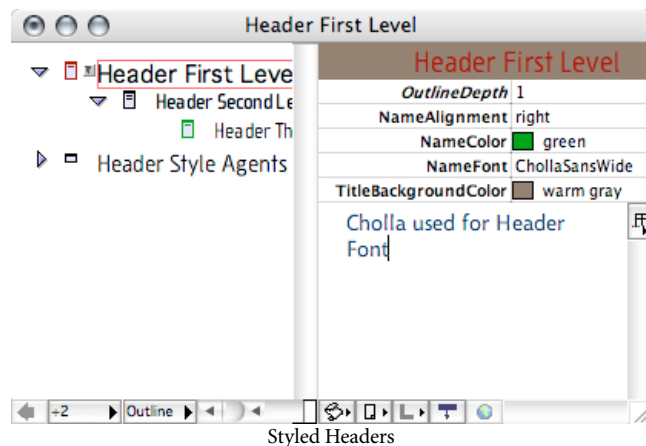 Header First Level
Header First Leve
Header Second Le
Header Th
Header Style Agents
Header First Level
OutlineDepth 1
NameAlignment right
NameColor green
NameFont ChollaSansWide
TitleBackgroundColor warm gray
Cholla used for Header
Font
÷2 Outline
Styled Headers